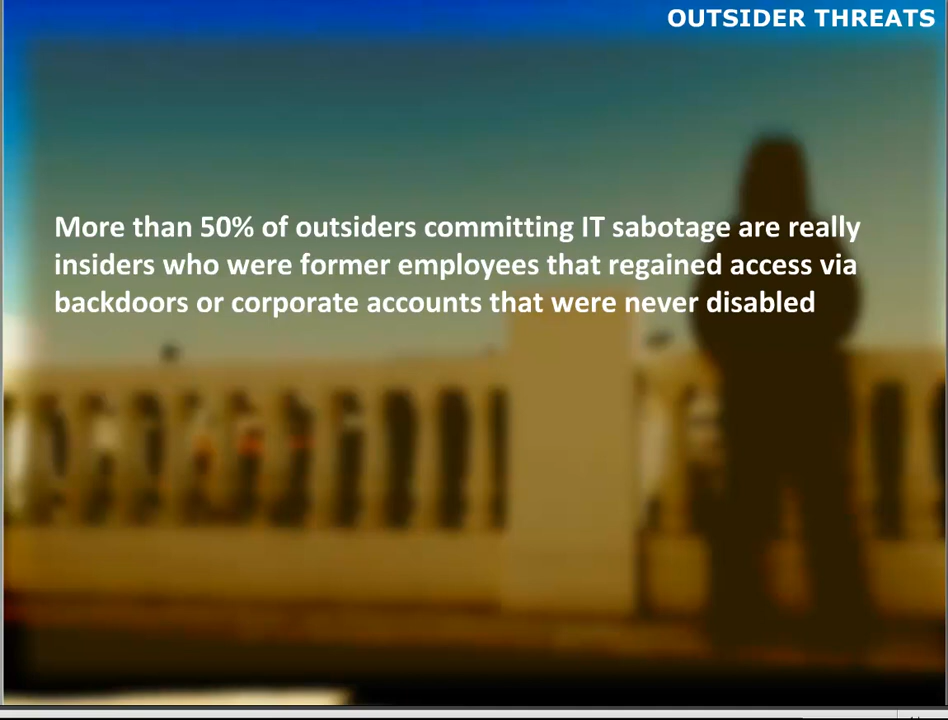 OUTSIDER THREATS
More than 50% of outsiders committing IT sabotage are really
insiders who were former employees that regained access via
backdoors or corporate accounts that were never disabled